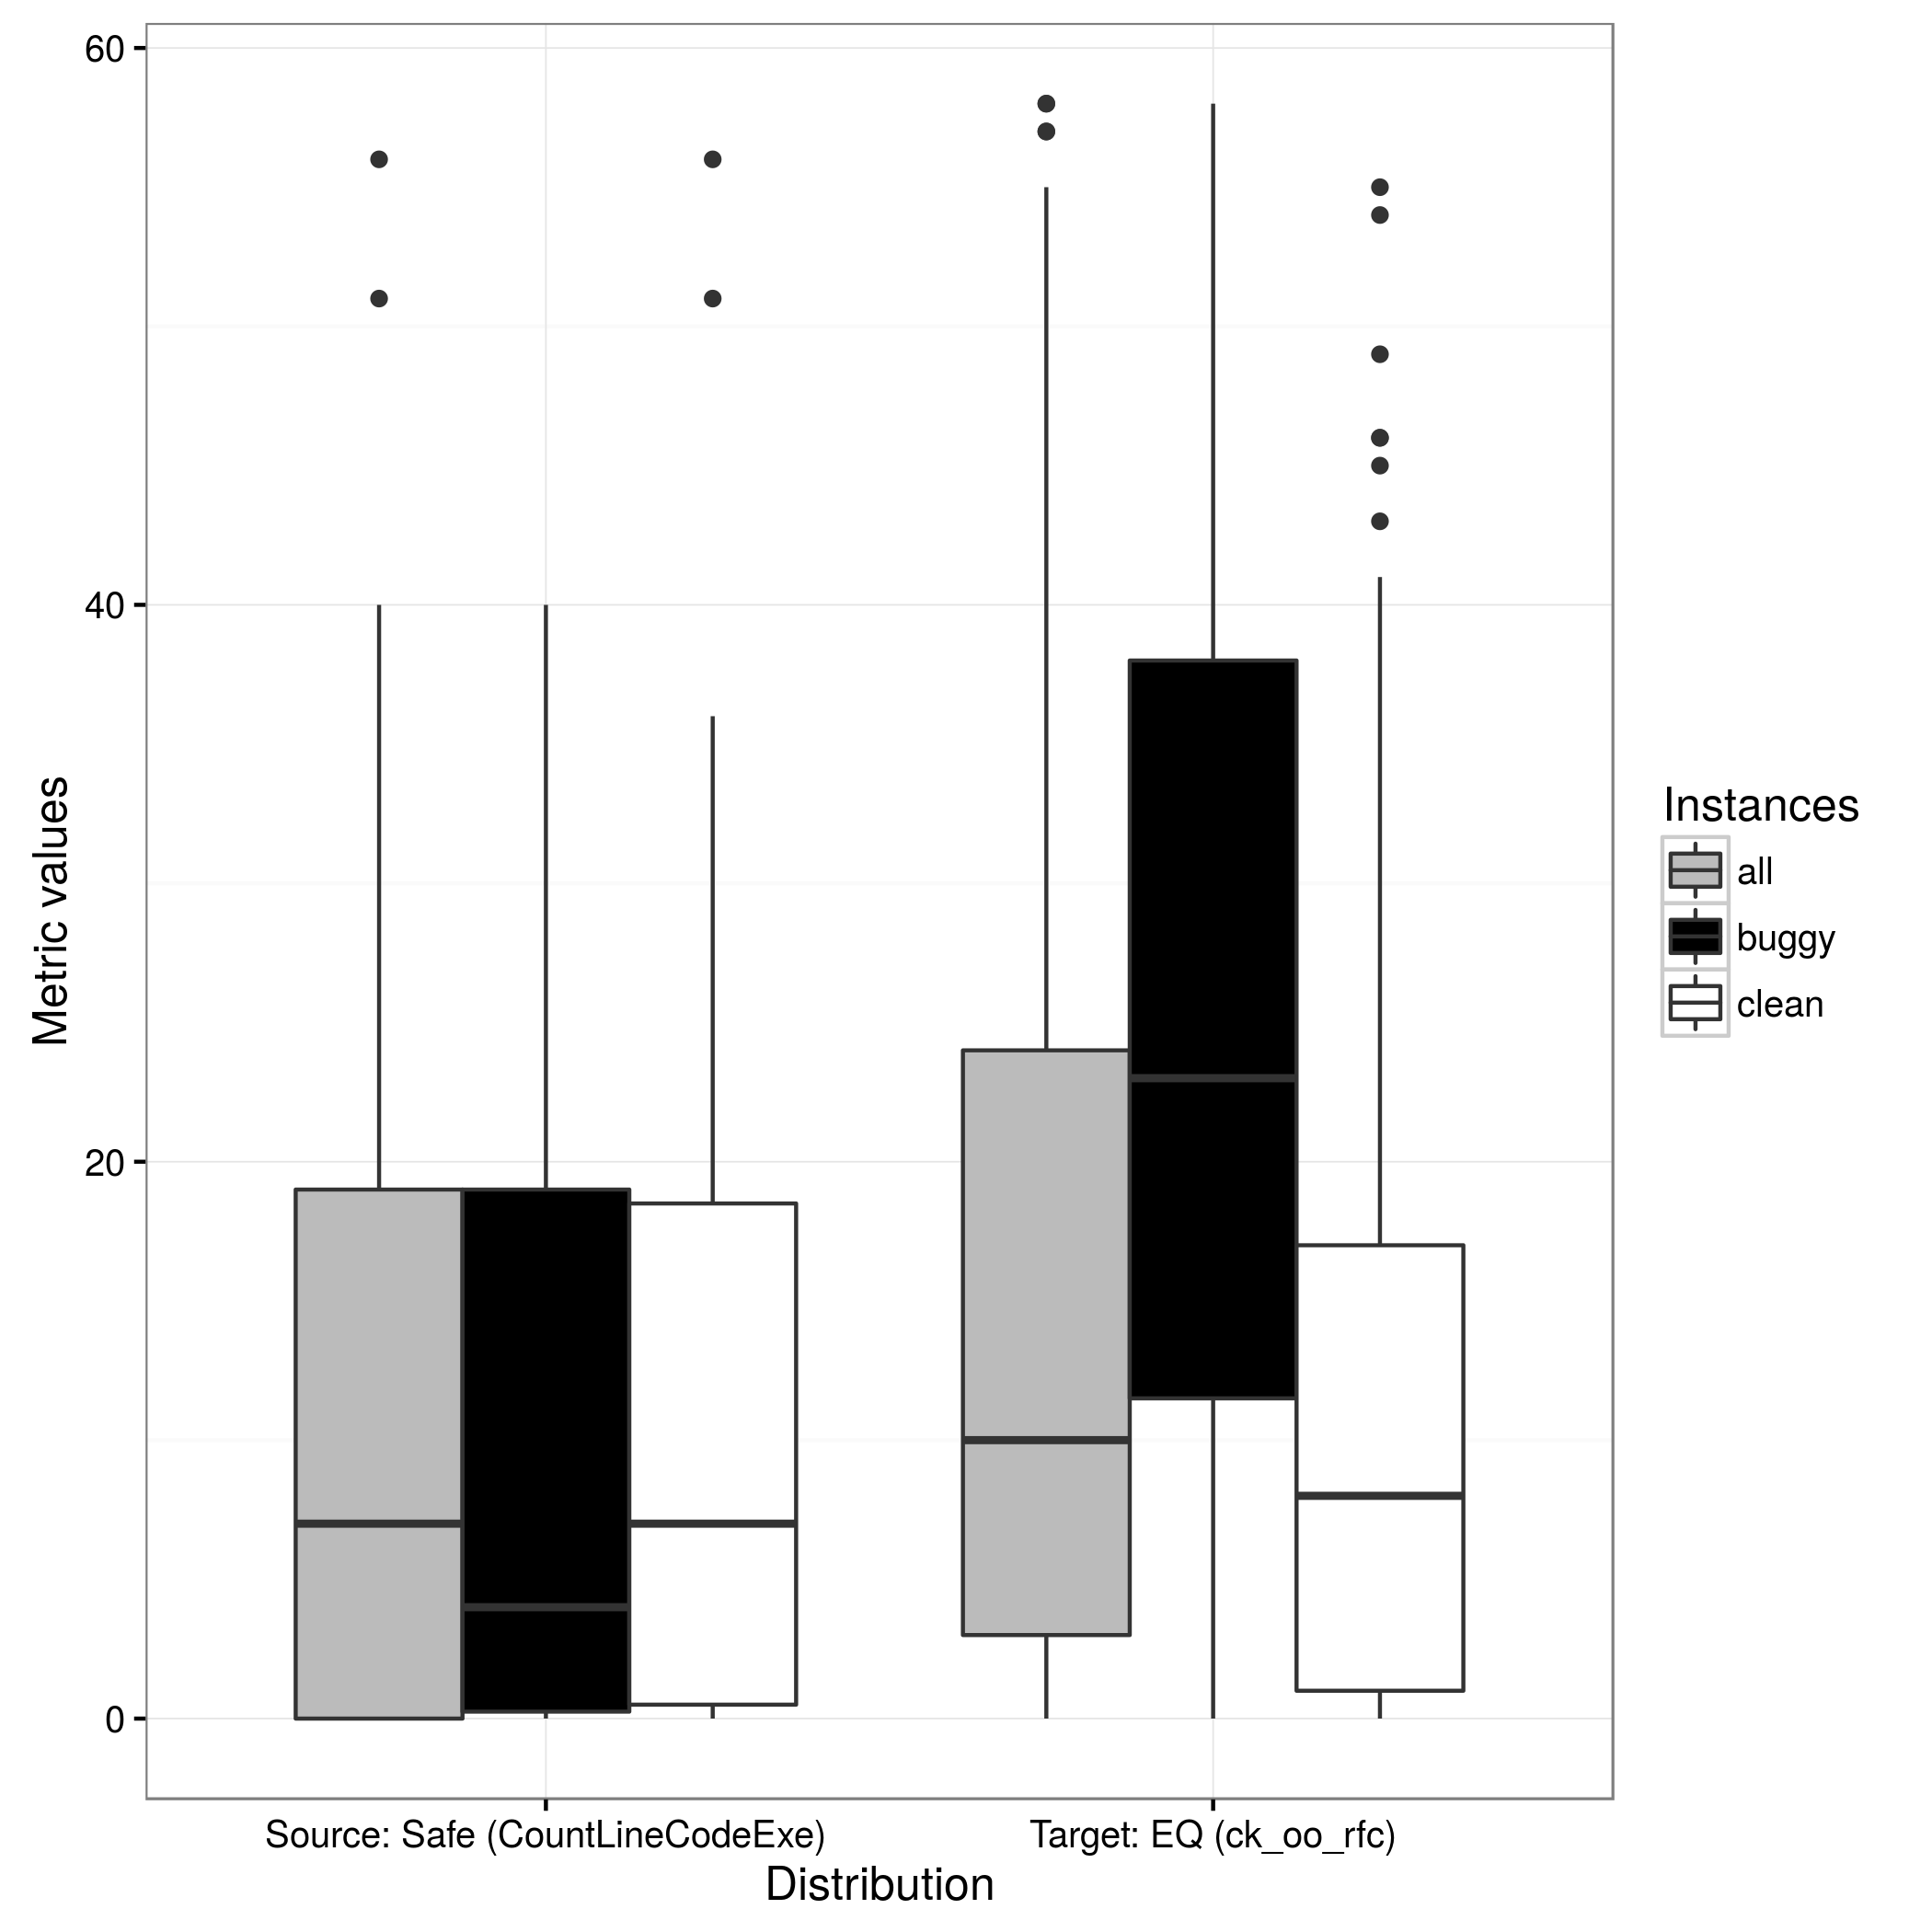 60
40
20
0
Metric values
Source: Safe (CountLineCodeExe)
Target: EQ (ck_oo_rfc)
Distribution
Instances
all
buggy
clean